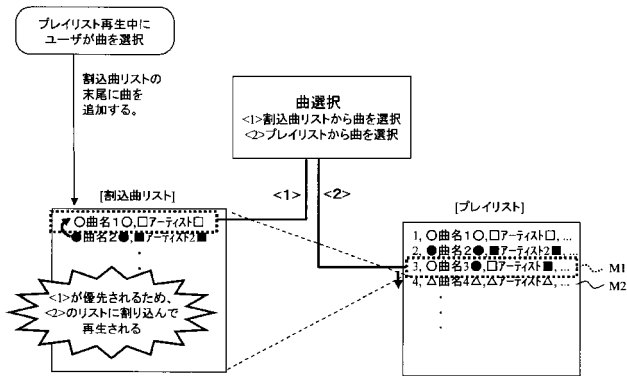 プレイリスト再生中に
ユーザが曲を選択
割込曲リストの
末尾に曲を
追加する。
曲選択
<1>割込曲リストから曲を選択
<2>プレイリストから曲を選択
<1>
<2>
[割込曲リスト]
○曲名1○,□アーティスト□
●曲名2●,■アーティスト2■
・
・
<1>が優先されるため、
<2>のリストに割り込んで
再生される
[プレイリスト]
1, ○曲名1○,□アーティスト□, ...
2, ●曲名2●,■アーティスト2■, ...
3, ○曲名3●,□アーティスト■, ...
4, △曲名4△,△アーティスト△, ...
・
・
・
M1
M2